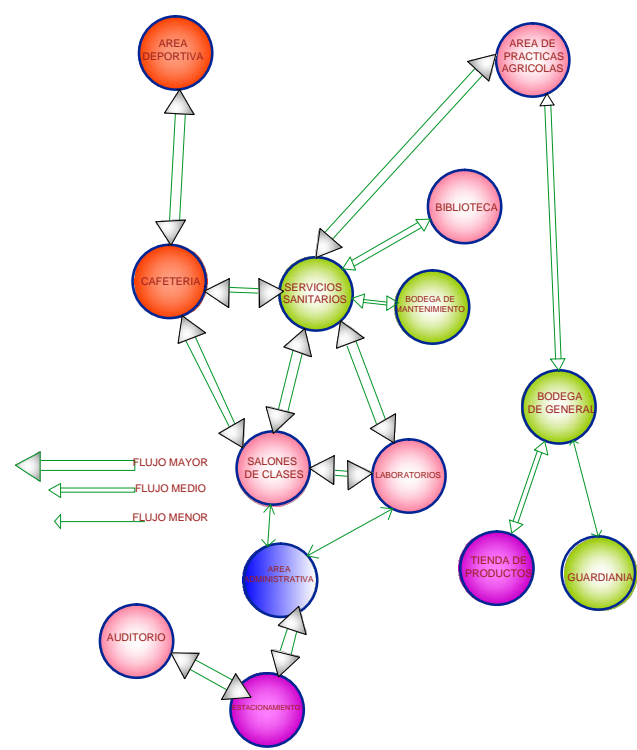 AREA
DEPORTIVA
AREA DE
PRACTICAS
AGRICOLAS
BIBLIOTECA
CAFETERIA
SERVICIOS
SANITARIOS
BODEGA DE
MANTENIMIENTO
BODEGA
DE GENERAL
SALONES
DE CLASES
LABORATORIOS
FLUJO MAYOR
FLUJO MEDIO
FLUJO MENOR
AREA
ADMINISTRATIVA
TIENDA DE
PRODUCTOS
GUARDIANIA
AUDITORIO
ESTACIONAMIENTO